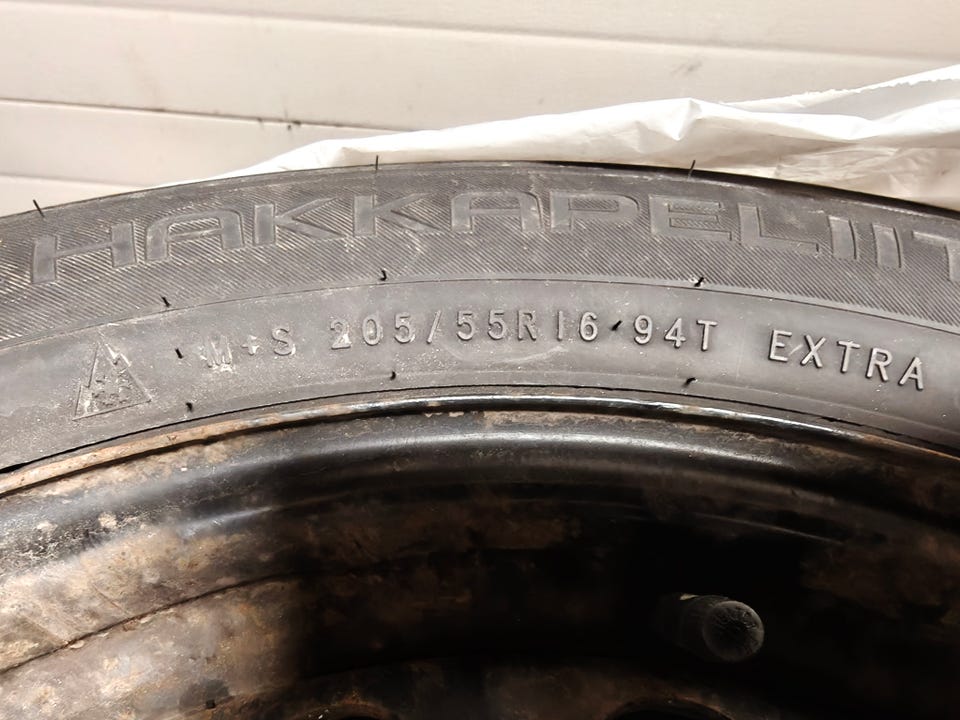 HAKKAPELIIT
M+S 205/55R16 94T EXTRA